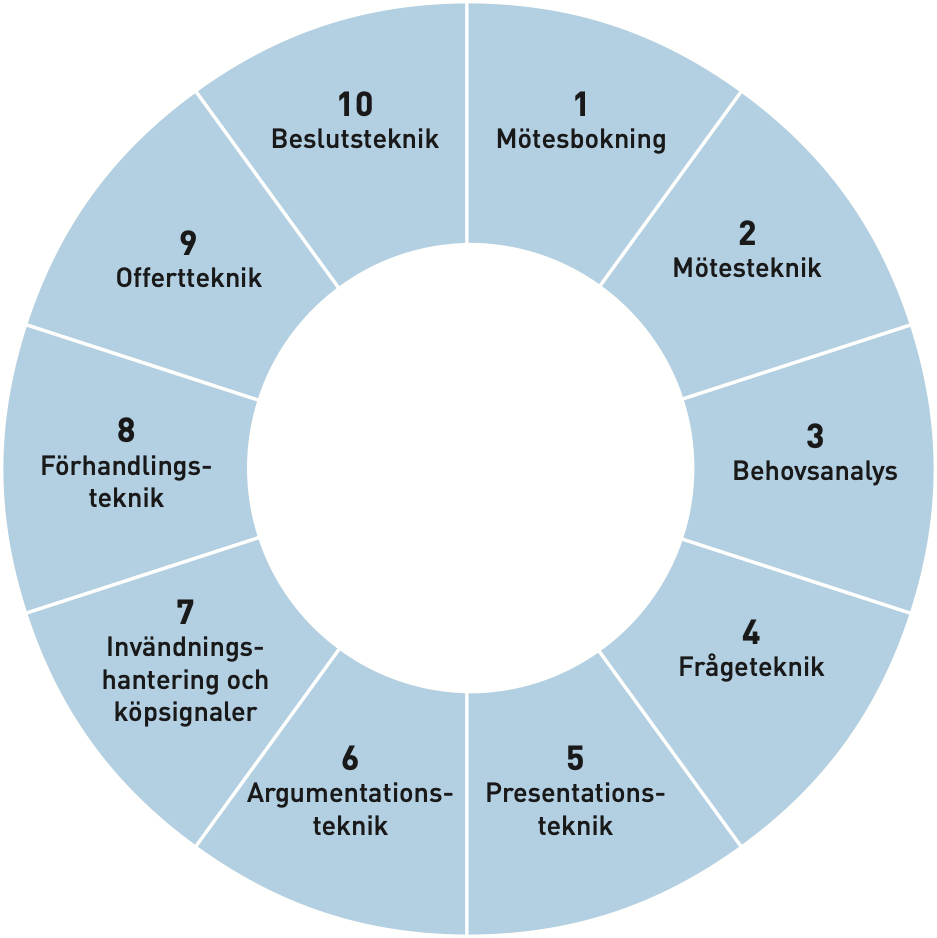 1
Mötesbokning
2
Mötesteknik
3
Behovsanalys
4
Frågeteknik
5
Presentations-
teknik
6
Argumentations-
teknik
7
Invändnings-
hantering och
köpsignaler
8
Förhandlings-
teknik
9
Offertteknik
10
Beslutsteknik